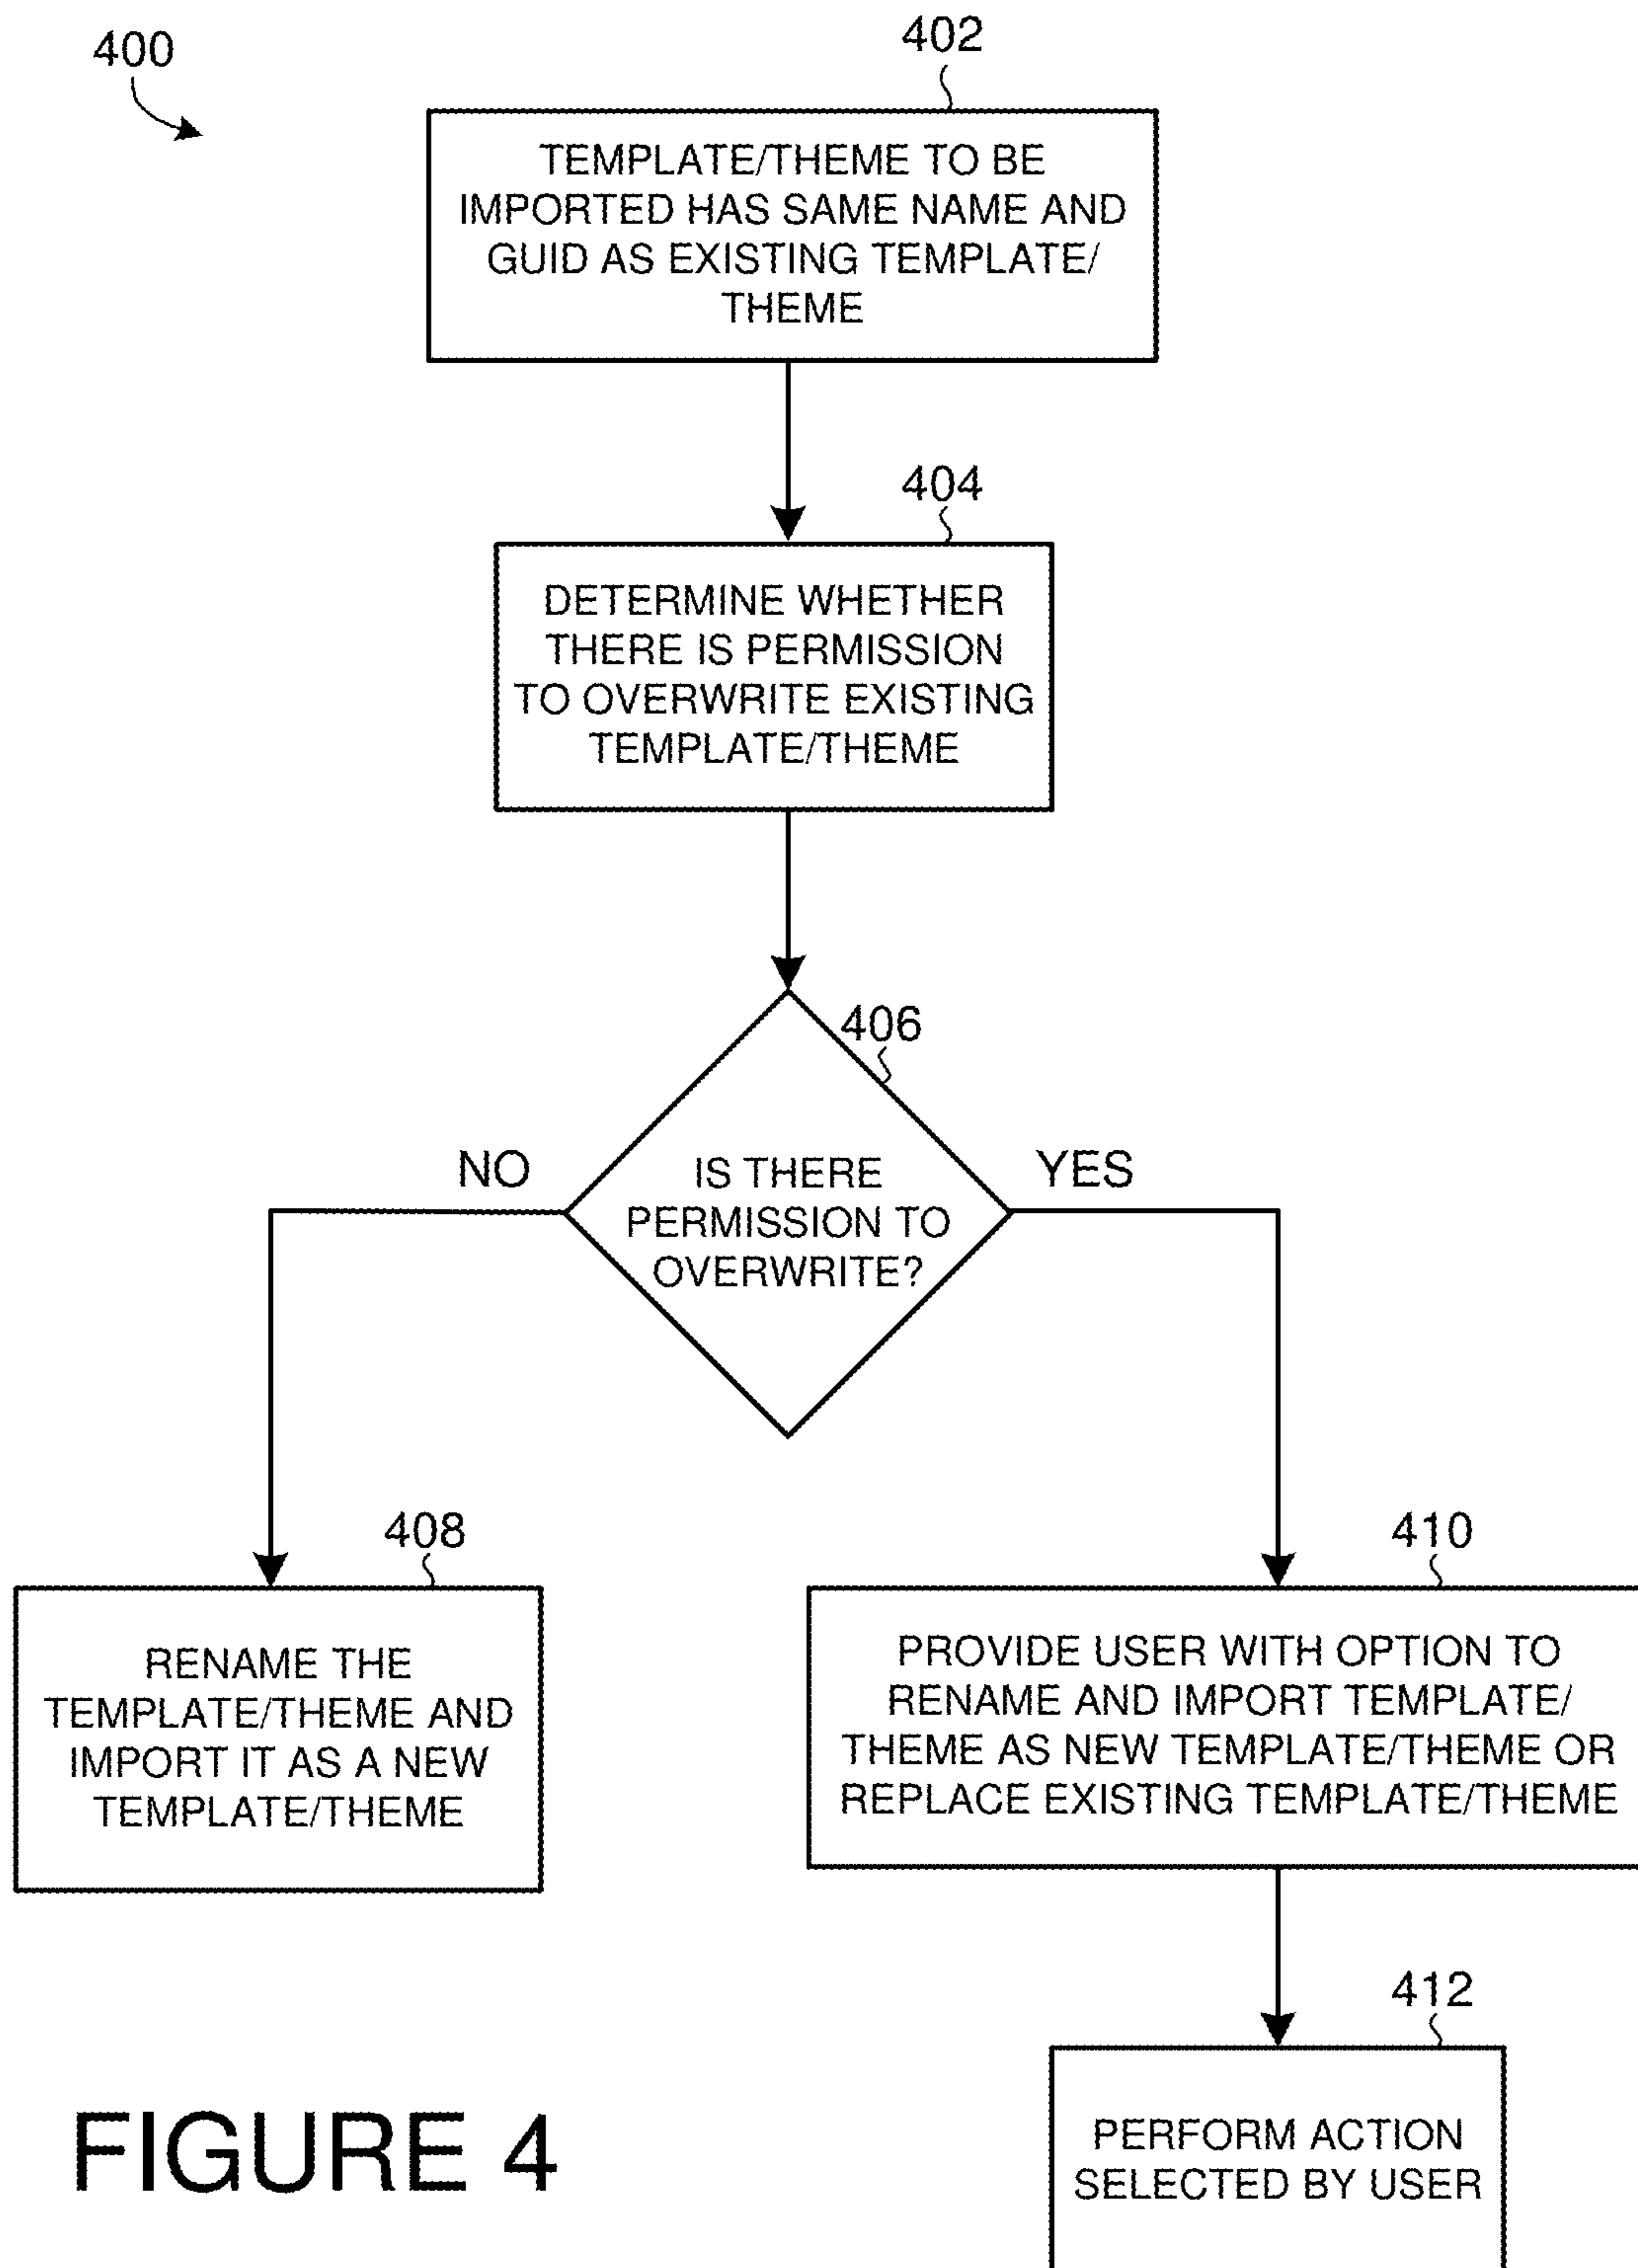 400
402
TEMPLATE/THEME TO BE
IMPORTED HAS SAME NAME AND
GUID AS EXISTING TEMPLATE/
THEME
404
DETERMINE WHETHER
THERE IS PERMISSION
TO OVERWRITE EXISTING
TEMPLATE/THEME
406
IS THERE
PERMISSION TO
OVERWRITE?
NO
YES
408
RENAME THE
TEMPLATE/THEME AND
IMPORT IT AS A NEW
TEMPLATE/THEME
410
PROVIDE USER WITH OPTION TO
RENAME AND IMPORT TEMPLATE/
THEME AS NEW TEMPLATE/THEME OR
REPLACE EXISTING TEMPLATE/THEME
412
PERFORM ACTION
SELECTED BY USER
FIGURE 4